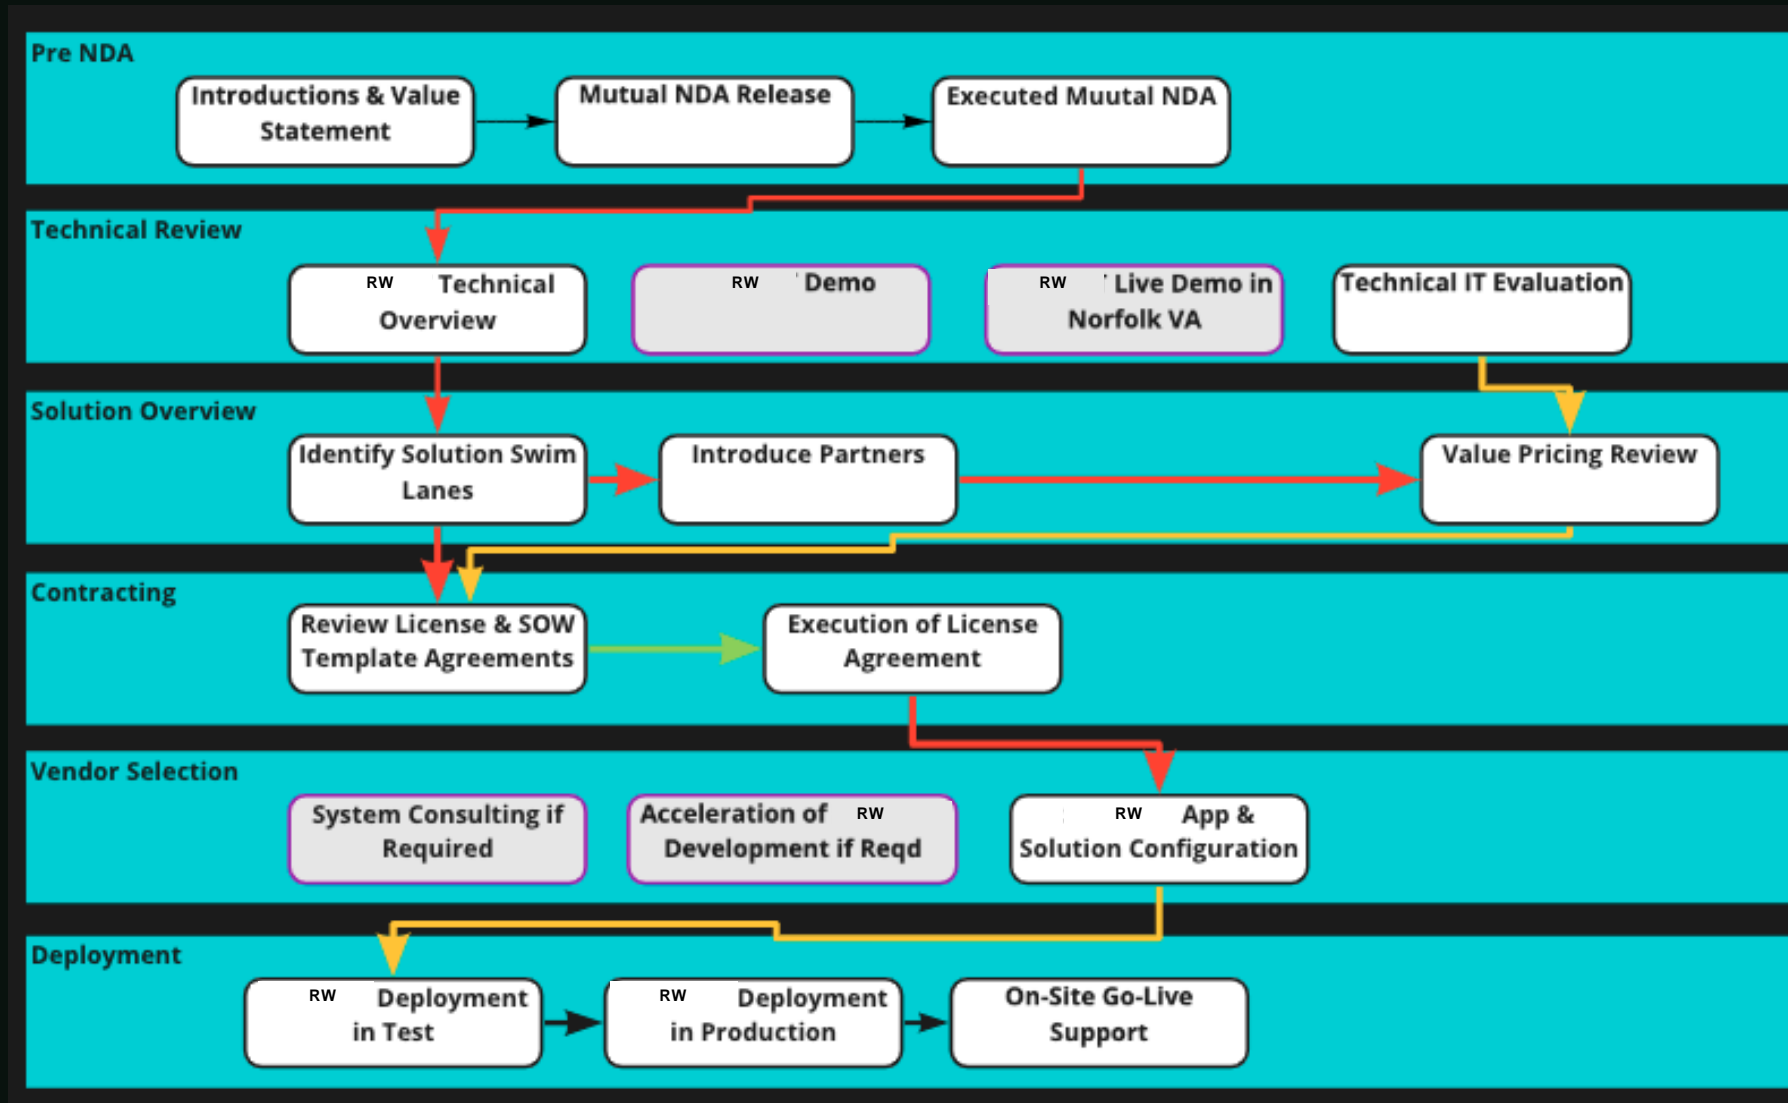 Pre NDA
Introductions & Value
Statement
Mutual NDA Release
Executed Muutal NDA
Technical Review
RW Technical
Overview
RW Demo
RW Live Demo in
Norfolk VA
Technical IT Evaluation
Solution Overview
Identify Solution Swim
Lanes
Introduce Partners
Value Pricing Review
Contracting
Review License & SOW
Template Agreements
Execution of License
Agreement
Vendor Selection
System Consulting if
Required
Acceleration of RW
Development if Reqd
RW App &
Solution Configuration
Deployment
RW Deployment
in Test
RW Deployment
in Production
On-Site Go-Live
Support